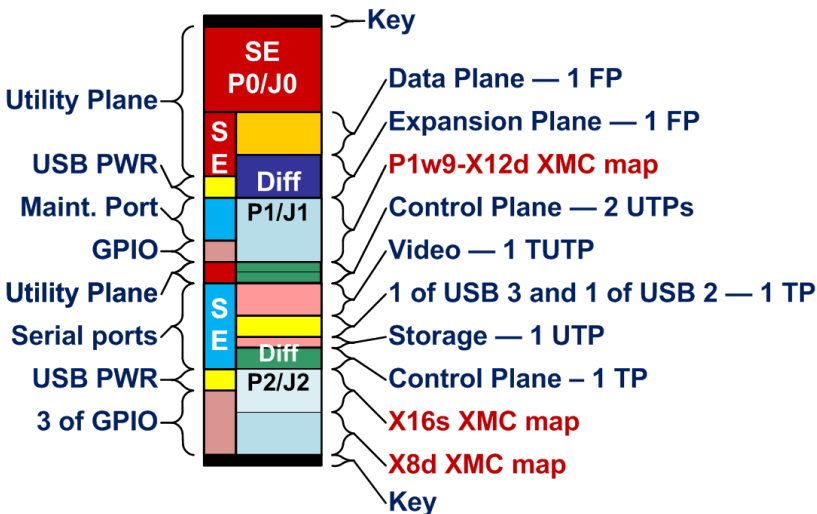 Key
SE
P0/J0
Utility Plane
Data Plane — 1 FP
Expansion Plane — 1 FP
S
E
USB PWR
P1w9-X12d XMC map
Diff
P1/J1
Maint. Port
Control Plane — 2 UTPs
GPIO
Video — 1 TUTP
Utility Plane
1 of USB 3 and 1 of USB 2 — 1 TP
S
E
Serial ports
Storage — 1 UTP
Diff
P2/J2
USB PWR
Control Plane – 1 TP
3 of GPIO
X16s XMC map
X8d XMC map
Key